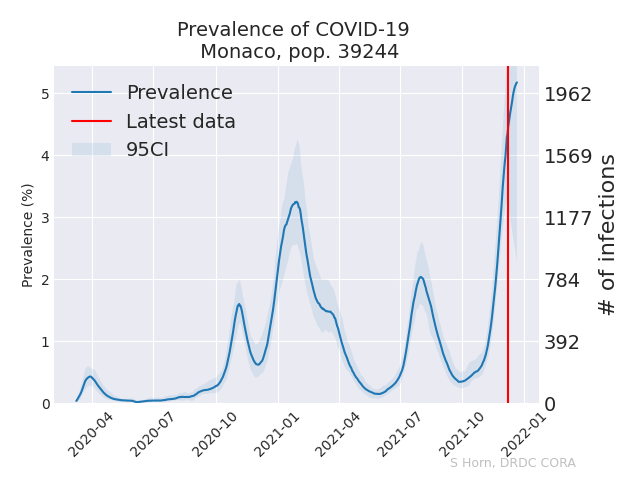 Prevalence of COVID-19
Monaco, pop. 39244
Prevalence
Latest data
95CI
Prevalence (%)
5
4
3
2
1
0
1962
1569
1177
784
392
0
# of infections
2020-04
2020-07
2020-10
2021-01
2021-04
2021-07
2021-10
2022-01
S Horn, DRDC CORA